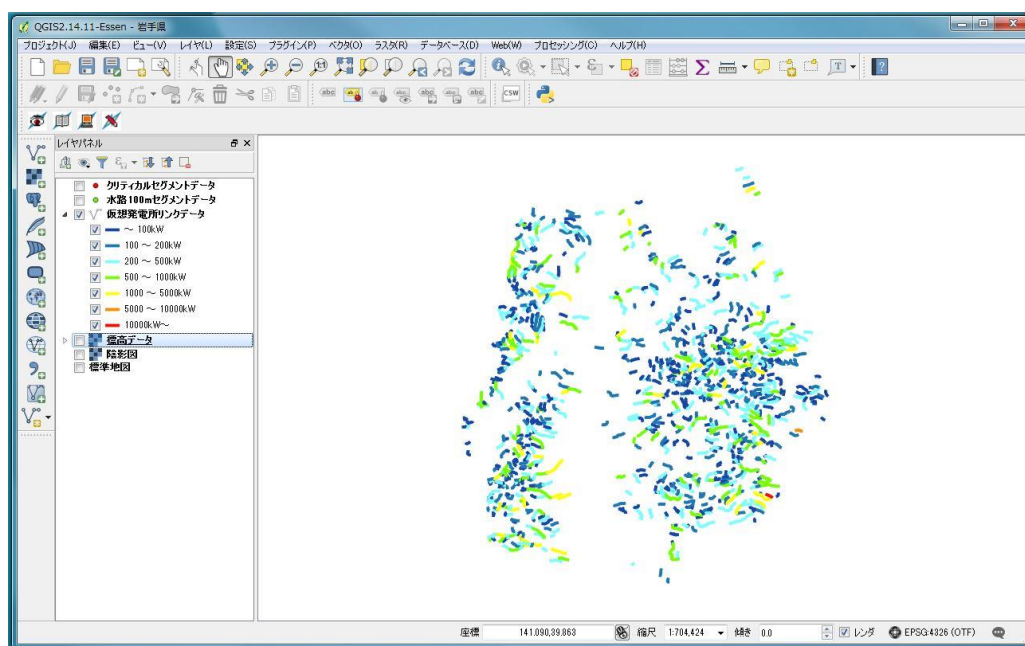 QGIS2.14.11-Essen - 岩手県
プロジェクト(J) 編集(E) ビュー(V) レイヤ(L) 設定(S) プラグイン(P) ベクタ(O) ラスタ(R) データベース(D) Web(W) プロセッシング(C) ヘルプ(H)
abc abc abc abc abc abc CSW
レイヤパネル
クリティカルセグメントデータ
水路100mセグメントデータ
仮想発電所リンクデータ
～ 100kW
100 ～ 200kW
200 ～ 500kW
500 ～ 1000kW
1000 ～ 5000kW
5000 ～ 10000kW
10000kW～
標高データ
陰影図
標準地図
座標 141.090,39.863 縮尺 1:704,424 傾き 0.0 レンダ EPSG:4326 (OTF)